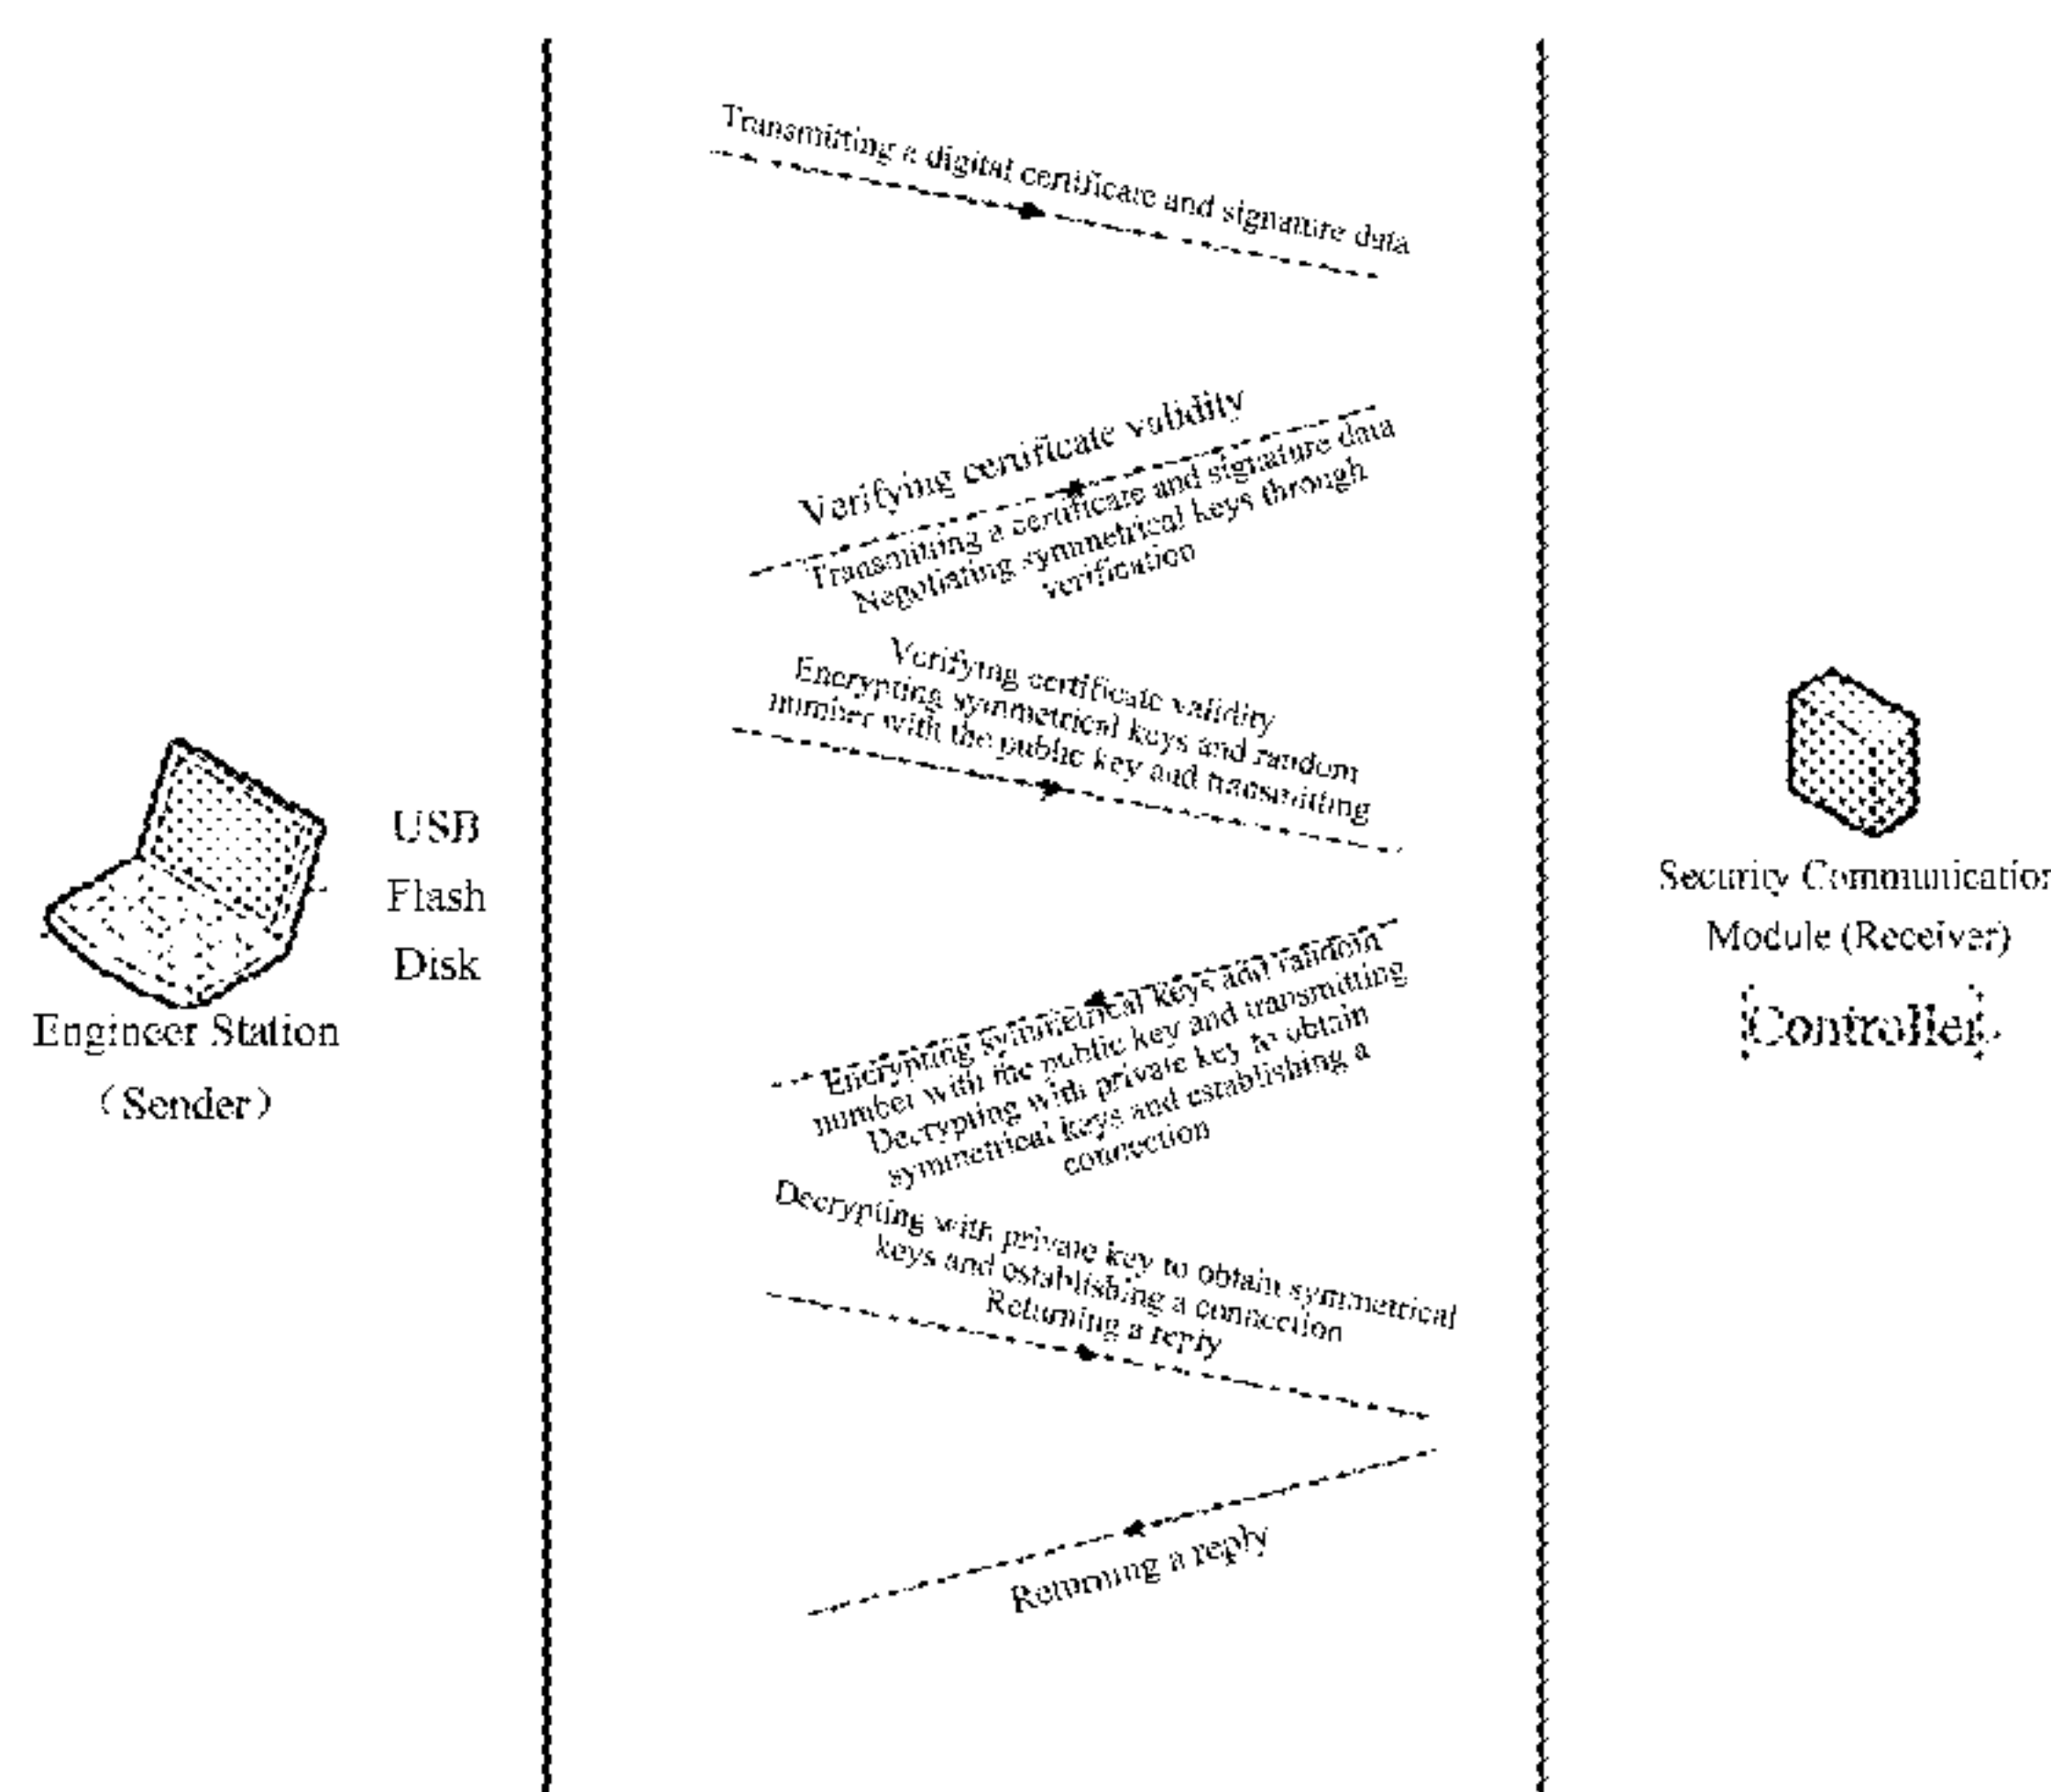 Transmitting a digital certificate and signature data
Verifying certificate validity
Transmitting a certificate and signature data
Negotiating symmetrical keys through
verification
Verifying certificate validity
Encrypting symmetrical keys and random
number with the public key and transmitting
Encrypting symmetrical keys and random
number with the public key and transmitting
Decrypting with private key to obtain
symmetrical keys and establishing a
connection
Decrypting with private key to obtain symmetrical
keys and establishing a connection
Returning a reply
Returning a reply
USB
Flash
Disk
Engineer Station
（Sender）
Security Communication
Module (Receiver)
Controller